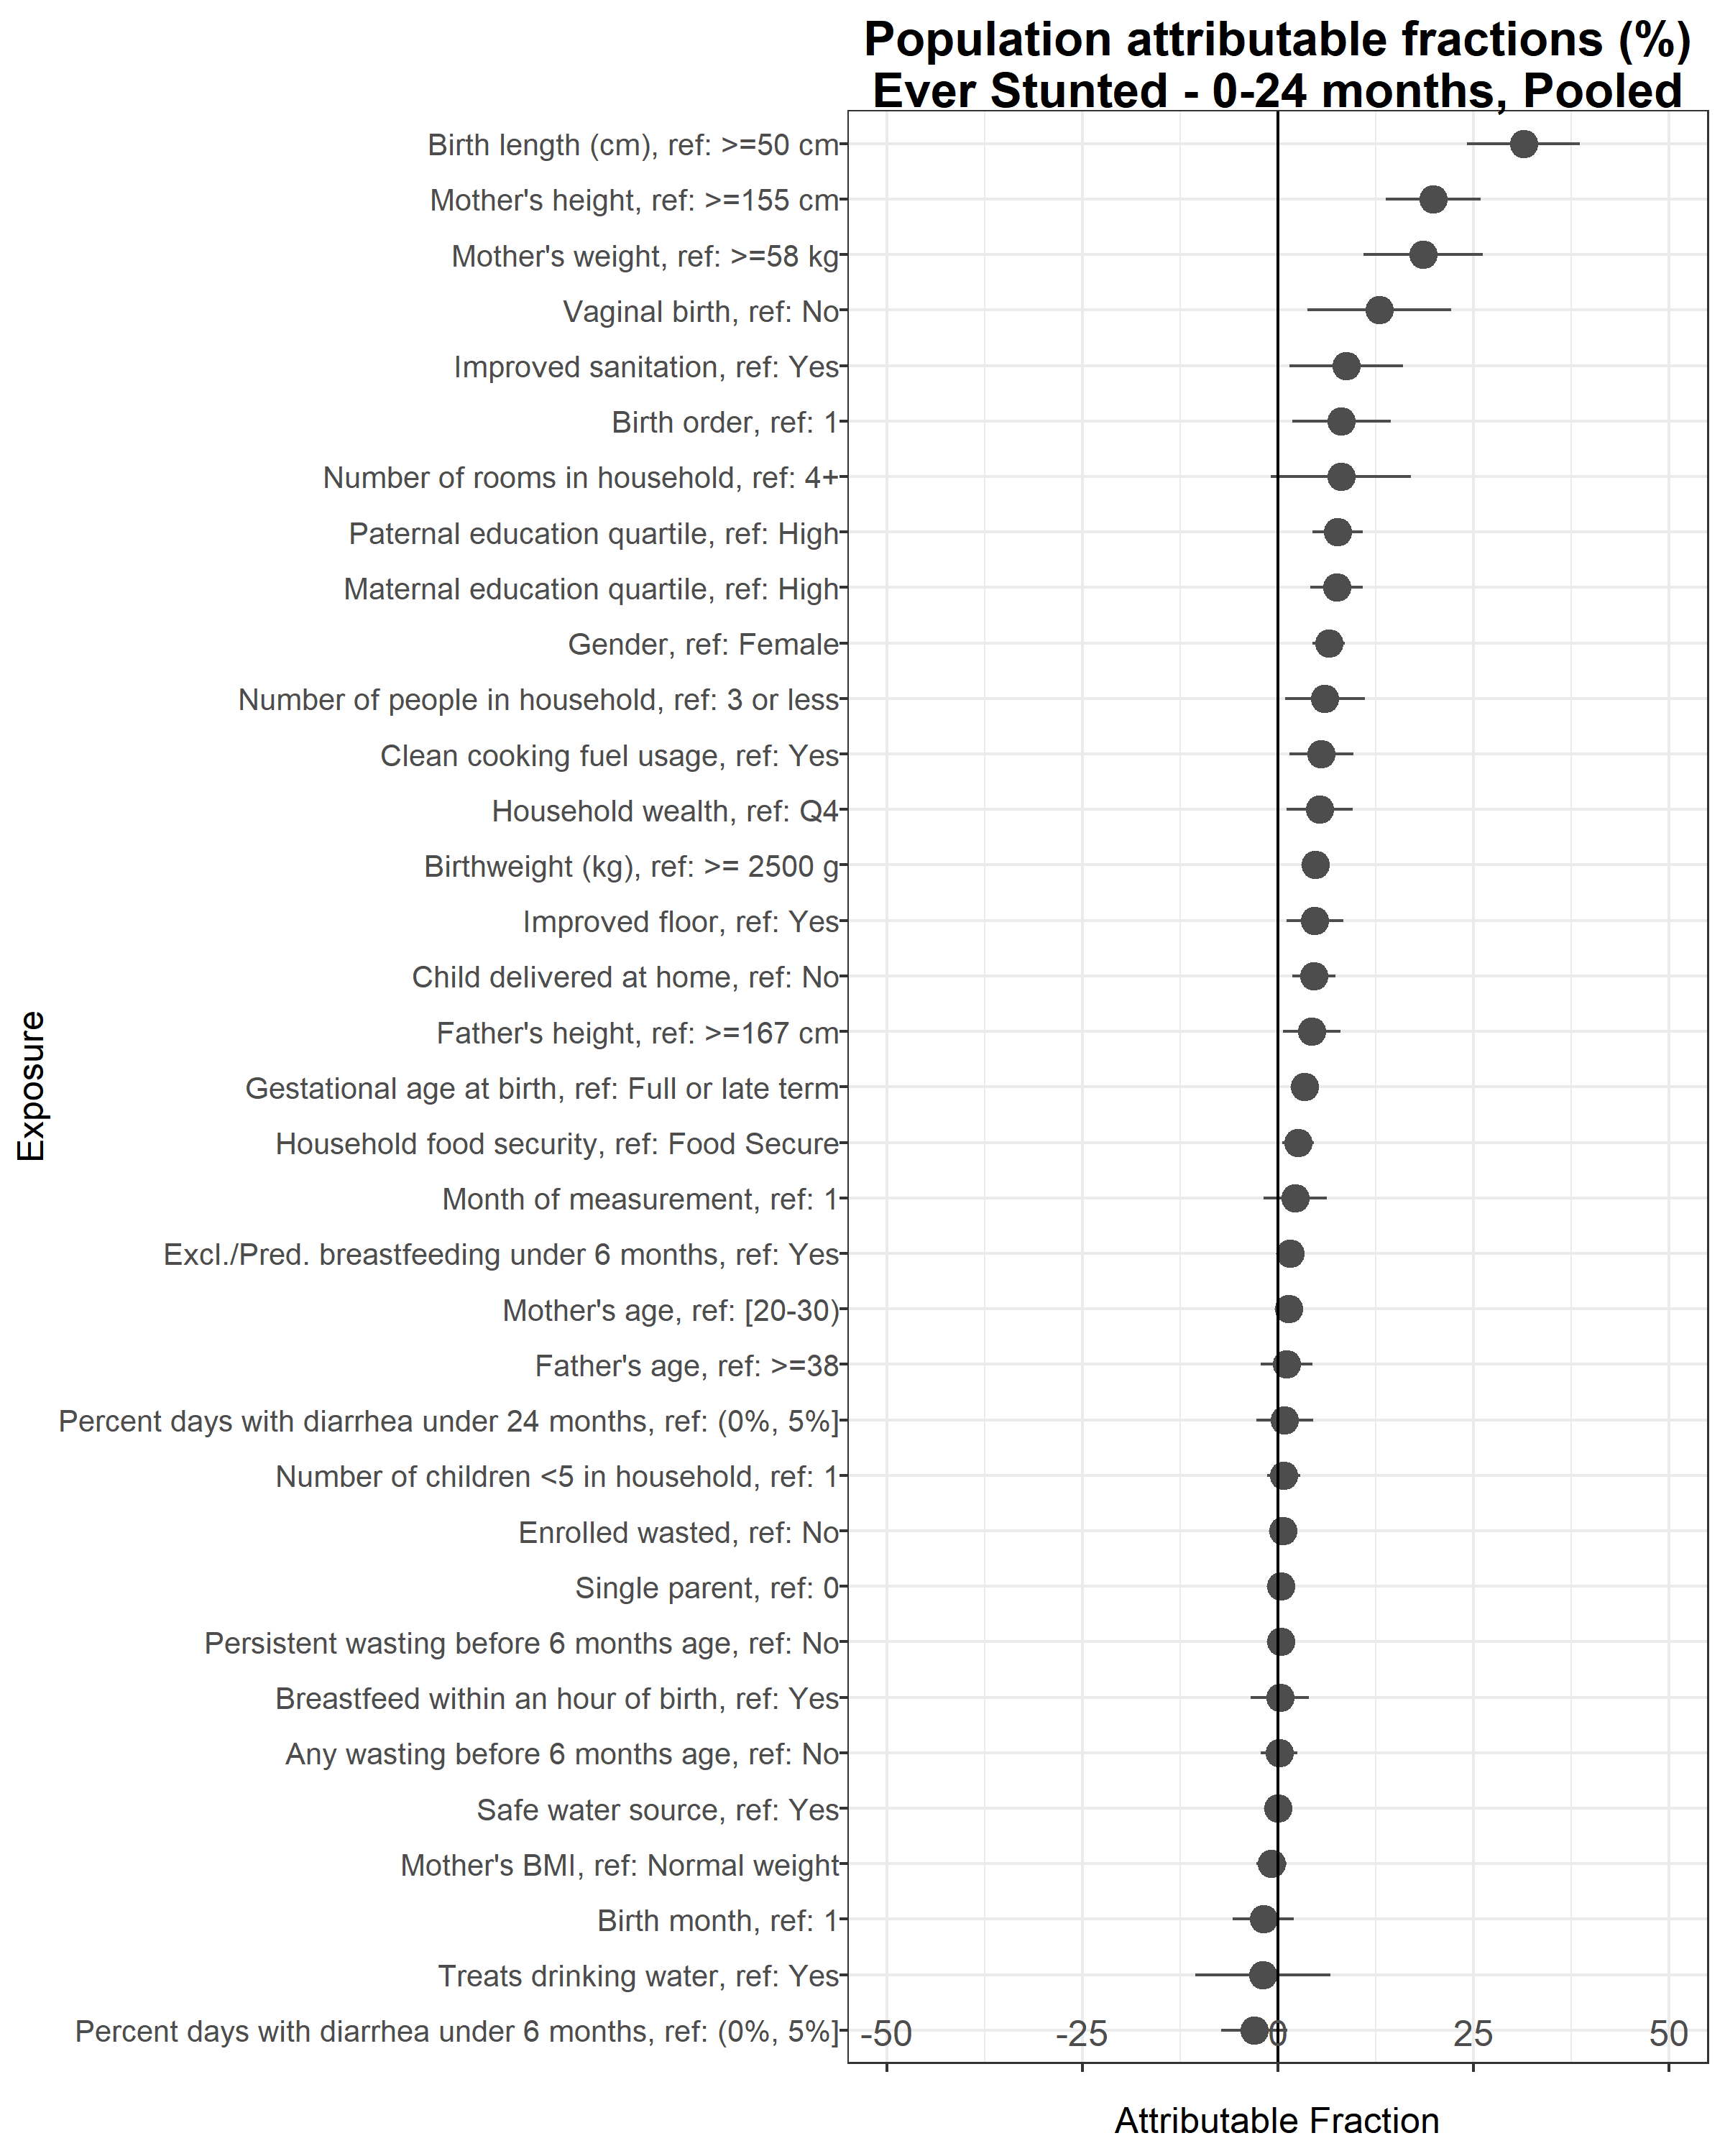 Population attributable fractions (%)
Ever Stunted - 0-24 months, Pooled
Birth length (cm), ref: >=50 cm
Mother's height, ref: >=155 cm
Mother's weight, ref: >=58 kg
Vaginal birth, ref: No
Improved sanitation, ref: Yes
Birth order, ref: 1
Number of rooms in household, ref: 4+
Paternal education quartile, ref: High
Maternal education quartile, ref: High
Gender, ref: Female
Number of people in household, ref: 3 or less
Clean cooking fuel usage, ref: Yes
Household wealth, ref: Q4
Birthweight (kg), ref: >= 2500 g
Improved floor, ref: Yes
Child delivered at home, ref: No
Father's height, ref: >=167 cm
Gestational age at birth, ref: Full or late term
Household food security, ref: Food Secure
Month of measurement, ref: 1
Excl./Pred. breastfeeding under 6 months, ref: Yes
Mother's age, ref: [20-30)
Father's age, ref: >=38
Percent days with diarrhea under 24 months, ref: (0%, 5%]
Number of children <5 in household, ref: 1
Enrolled wasted, ref: No
Single parent, ref: 0
Persistent wasting before 6 months age, ref: No
Breastfeed within an hour of birth, ref: Yes
Any wasting before 6 months age, ref: No
Safe water source, ref: Yes
Mother's BMI, ref: Normal weight
Birth month, ref: 1
Treats drinking water, ref: Yes
Percent days with diarrhea under 6 months, ref: (0%, 5%]
Exposure
-50 -25 0 25 50
Attributable Fraction